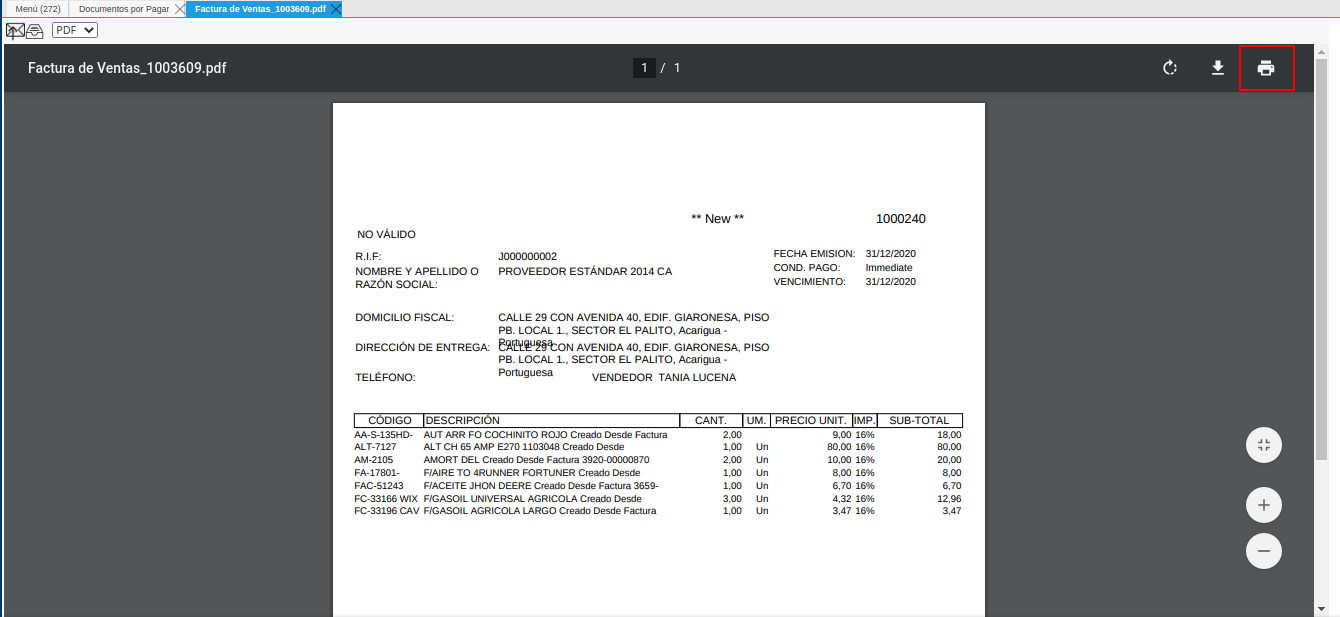 Menú (272) Documentos por Pagar Factura de Ventas_1003609.pdf
PDF
Factura de Ventas_1003609.pdf 1 / 1
** New ** 1000240
NO VÁLIDO
R.I.F: J000000002 FECHA EMISION: 31/12/2020
NOMBRE Y APELLIDO O PROVEEDOR ESTÁNDAR 2014 CA COND. PAGO: Immediate
RAZÓN SOCIAL: VENCIMIENTO: 31/12/2020
DOMICILIO FISCAL: CALLE 29 CON AVENIDA 40, EDIF. GIARONESA, PISO
PB. LOCAL 1., SECTOR EL PALITO, Acarigua -
Portuguesa
DIRECCIÓN DE ENTREGA: CALLE 29 CON AVENIDA 40, EDIF. GIARONESA, PISO
PB. LOCAL 1., SECTOR EL PALITO, Acarigua -
Portuguesa
TELÉFONO: VENDEDOR TANIA LUCENA
CÓDIGO DESCRIPCIÓN CANT. UM. PRECIO UNIT. IMP. SUB-TOTAL
AA-S-135HD- AUT ARR FO COCHINITO ROJO Creado Desde Factura 2,00 9,00 16% 18,00
ALT-7127 ALT CH 65 AMP E270 1103048 Creado Desde 1,00 Un 80,00 16% 80,00
AM-2105 AMORT DEL Creado Desde Factura 3920-00000870 2,00 Un 10,00 16% 20,00
FA-17801- F/AIRE TO 4RUNNER FORTUNER Creado Desde 1,00 Un 8,00 16% 8,00
FAC-51243 F/ACEITE JHON DEERE Creado Desde Factura 3659- 1,00 Un 6,70 16% 6,70
FC-33166 WIX F/GASOIL UNIVERSAL AGRICOLA Creado Desde 3,00 Un 4,32 16% 12,96
FC-33196 CAV F/GASOIL AGRICOLA LARGO Creado Desde Factura 1,00 Un 3,47 16% 3,47